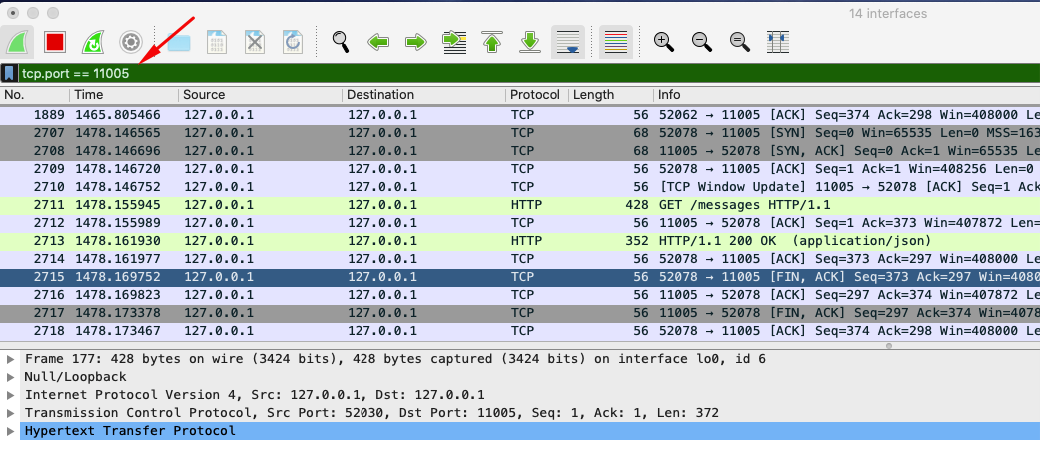 14 interfaces
tcp.port == 11005
No. Time Source Destination Protocol Length Info
1889 1465.805466 127.0.0.1 127.0.0.1 TCP 56 52062 → 11005 [ACK] Seq=374 Ack=298 Win=408000 Le
2707 1478.146565 127.0.0.1 127.0.0.1 TCP 68 52078 → 11005 [SYN] Seq=0 Win=65535 Len=0 MSS=163
2708 1478.146696 127.0.0.1 127.0.0.1 TCP 68 11005 → 52078 [SYN, ACK] Seq=0 Ack=1 Win=65535
2709 1478.146720 127.0.0.1 127.0.0.1 TCP 56 52078 → 11005 [ACK] Seq=1 Ack=1 Win=408256 Len=0
2710 1478.146752 127.0.0.1 127.0.0.1 TCP 56 [TCP Window Update] 11005 → 52078 [ACK] Seq=1 Ack
2711 1478.155945 127.0.0.1 127.0.0.1 HTTP 428 GET /messages HTTP/1.1
2712 1478.155989 127.0.0.1 127.0.0.1 TCP 56 11005 → 52078 [ACK] Seq=1 Ack=373 Win=407872 Len=
2713 1478.161930 127.0.0.1 127.0.0.1 HTTP 352 HTTP/1.1 200 OK (application/json)
2714 1478.161977 127.0.0.1 127.0.0.1 TCP 56 52078 → 11005 [ACK] Seq=373 Ack=297 Win=408000 Le
2715 1478.169752 127.0.0.1 127.0.0.1 TCP 56 52078 → 11005 [FIN, ACK] Seq=373 Ack=297 Win=4080
2716 1478.169823 127.0.0.1 127.0.0.1 TCP 56 11005 → 52078 [ACK] Seq=297 Ack=374 Win=407872 Le
2717 1478.173378 127.0.0.1 127.0.0.1 TCP 56 11005 → 52078 [FIN, ACK] Seq=297 Ack=374 Win=4078
2718 1478.173467 127.0.0.1 127.0.0.1 TCP 56 52078 → 11005 [ACK] Seq=374 Ack=298 Win=408000 Le
Frame 177: 428 bytes on wire (3424 bits), 428 bytes captured (3424 bits) on interface lo0, id 6
Null/Loopback
Internet Protocol Version 4, Src: 127.0.0.1, Dst: 127.0.0.1
Transmission Control Protocol, Src Port: 52030, Dst Port: 11005, Seq: 1, Ack: 1, Len: 372
Hypertext Transfer Protocol